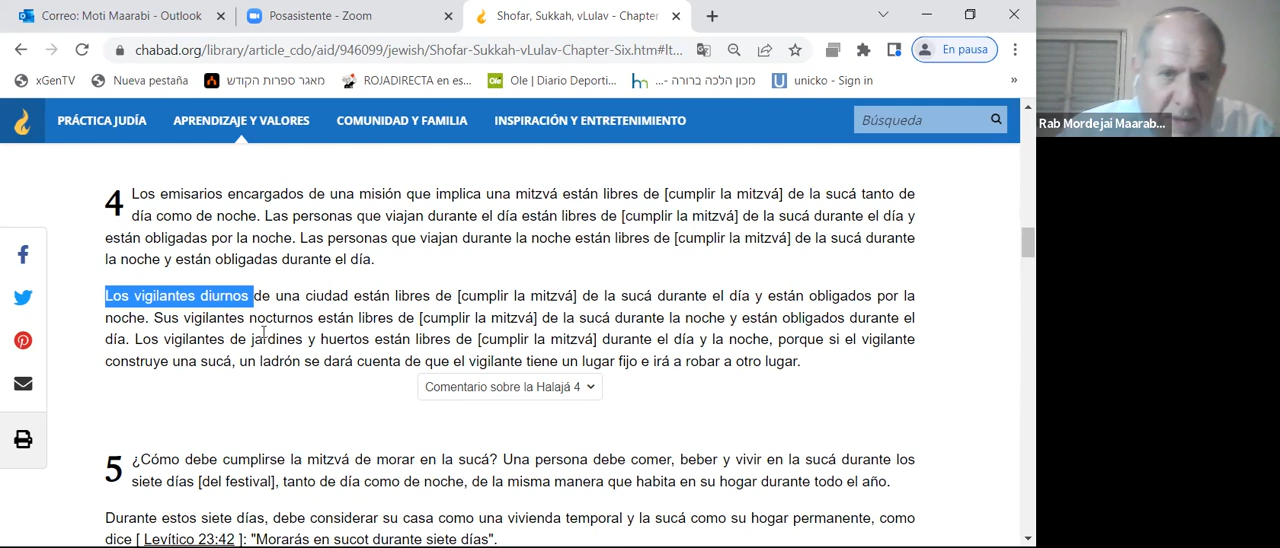 Correo: Moti Maarabi - Outlook
Posasistente - Zoom
Shofar, Sukkah, vLulav - Chapter
chabad.org/library/article_cdo/aid/946099/jewish/Shofar-Sukkah-vLulav-Chapter-Six.htm#lt...
En pausa
xGenTV
Nueva pestaña
מאגר ספרות הקודש
ROJADIRECTA en es...
Ole | Diario Deporti...
מכון הלכה ברורה -...
unicko - Sign in
»
PRÁCTICA JUDÍA
APRENDIZAJE Y VALORES
COMUNIDAD Y FAMILIA
INSPIRACIÓN Y ENTRETENIMIENTO
Búsqueda
Rab Mordejai Maarab...
4 Los emisarios encargados de una misión que implica una mitzvá están libres de [cumplir la mitzvá] de la sucá tanto de
día como de noche. Las personas que viajan durante el día están libres de [cumplir la mitzvá] de la sucá durante el día y
están obligadas por la noche. Las personas que viajan durante la noche están libres de [cumplir la mitzvá] de la sucá durante
la noche y están obligadas durante el día.
Los vigilantes diurnos de una ciudad están libres de [cumplir la mitzvá] de la sucá durante el día y están obligados por la
noche. Sus vigilantes nocturnos están libres de [cumplir la mitzvá] de la sucá durante la noche y están obligados durante el
día. Los vigilantes de jardines y huertos están libres de [cumplir la mitzvá] durante el día y la noche, porque si el vigilante
construye una sucá, un ladrón se dará cuenta de que el vigilante tiene un lugar fijo e irá a robar a otro lugar.
Comentario sobre la Halajá 4
5 ¿Cómo debe cumplirse la mitzvá de morar en la sucá? Una persona debe comer, beber y vivir en la sucá durante los
siete días [del festival], tanto de día como de noche, de la misma manera que habita en su hogar durante todo el año.
Durante estos siete días, debe considerar su casa como una vivienda temporal y la sucá como su hogar permanente, como
dice [ Levítico 23:42 ]: "Morarás en sucot durante siete días".